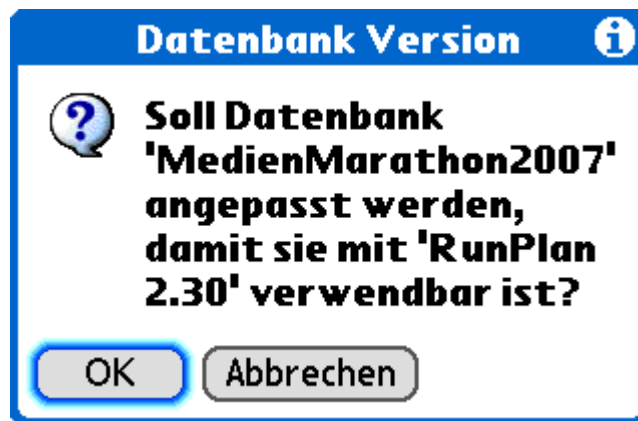 Datenbank Version
Soll Datenbank
'MedienMarathon2007'
angepasst werden,
damit sie mit 'RunPlan
2.30' verwendbar ist?
OK Abbrechen